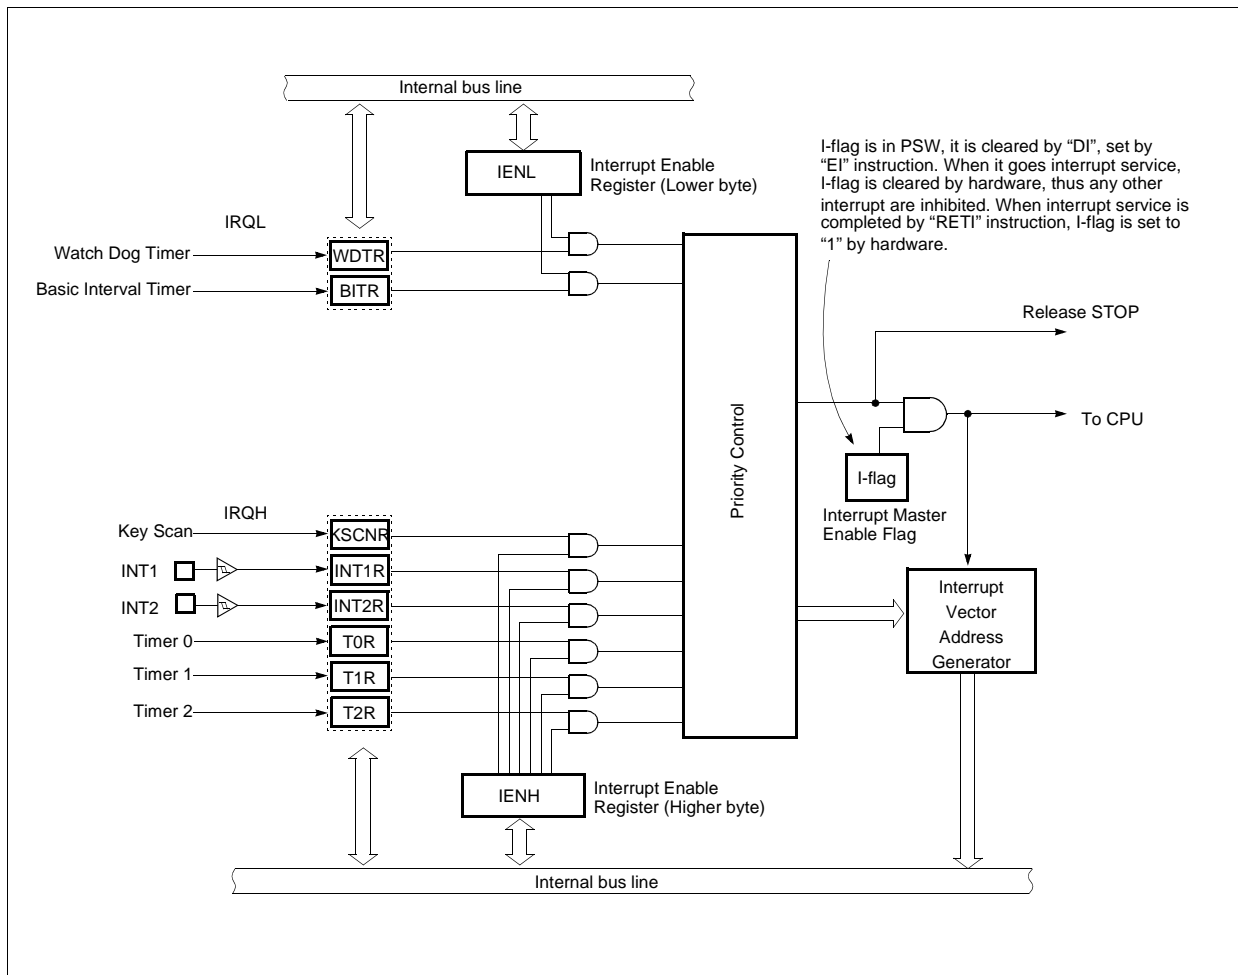 Internal bus line
IENL
Interrupt Enable
Register (Lower byte)
I-flag is in PSW, it is cleared by “DI”, set by
“EI” instruction. When it goes interrupt service,
I-flag is cleared by hardware, thus any other
interrupt are inhibited. When interrupt service is
completed by “RETI” instruction, I-flag is set to
“1” by hardware.
IRQL
Watch Dog Timer
WDTR
Basic Interval Timer
BITR
Release STOP
To CPU
Priority Control
I-flag
Interrupt Master
Enable Flag
IRQH
Key Scan
KSCNR
INT1
INT1R
INT2
INT2R
Timer 0
T0R
Timer 1
T1R
Timer 2
T2R
Interrupt
Vector
Address
Generator
IENH
Interrupt Enable
Register (Higher byte)
Internal bus line